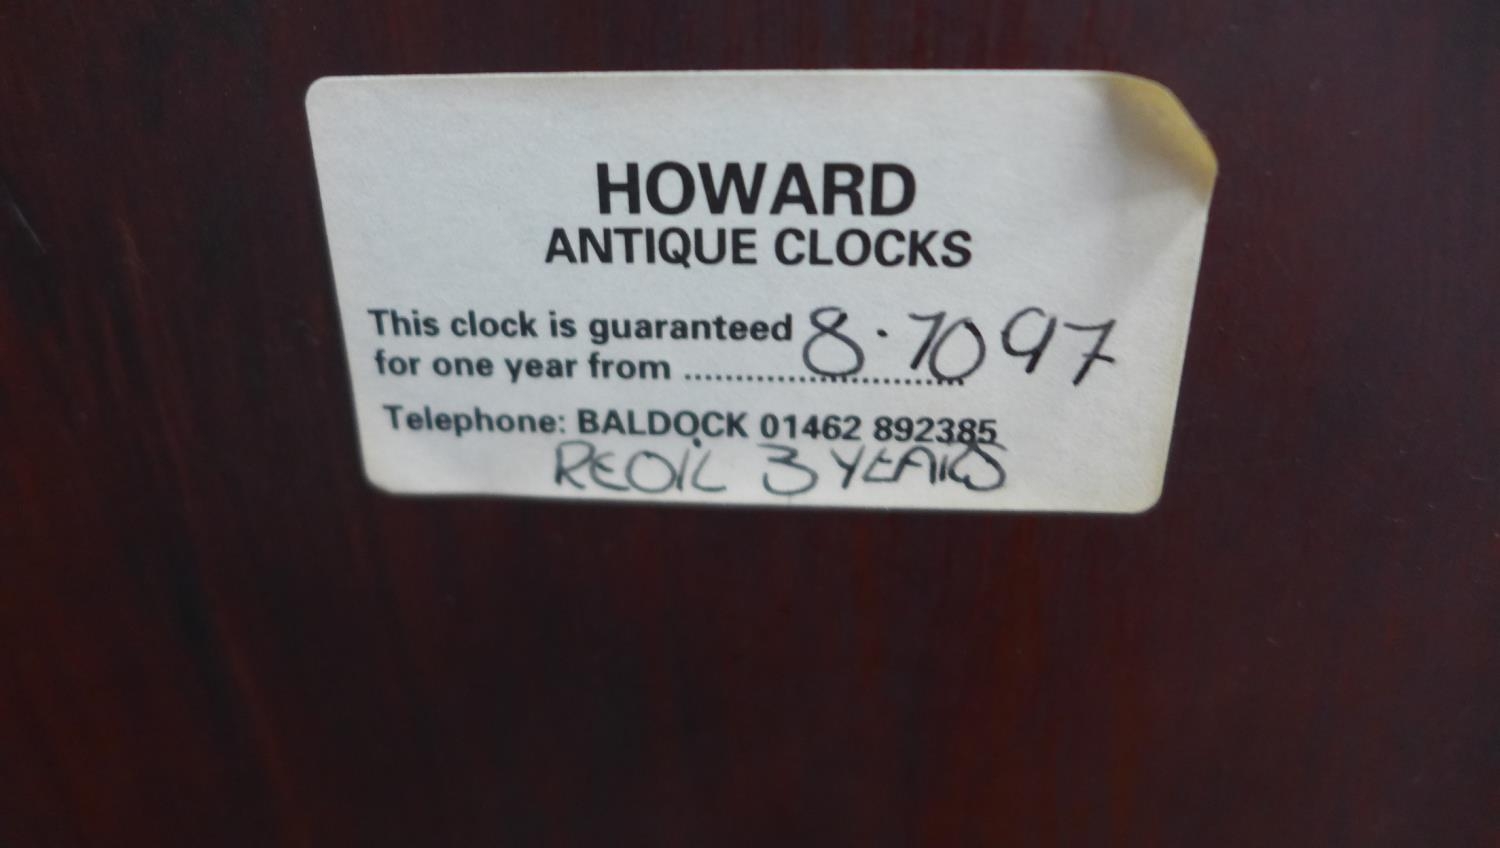 HOWARD
ANTIQUE CLOCKS
This clock is guaranteed 8.10 97
for one year from ............................
Telephone: BALDOCK 01462 892385
REOIL 3 YEARS